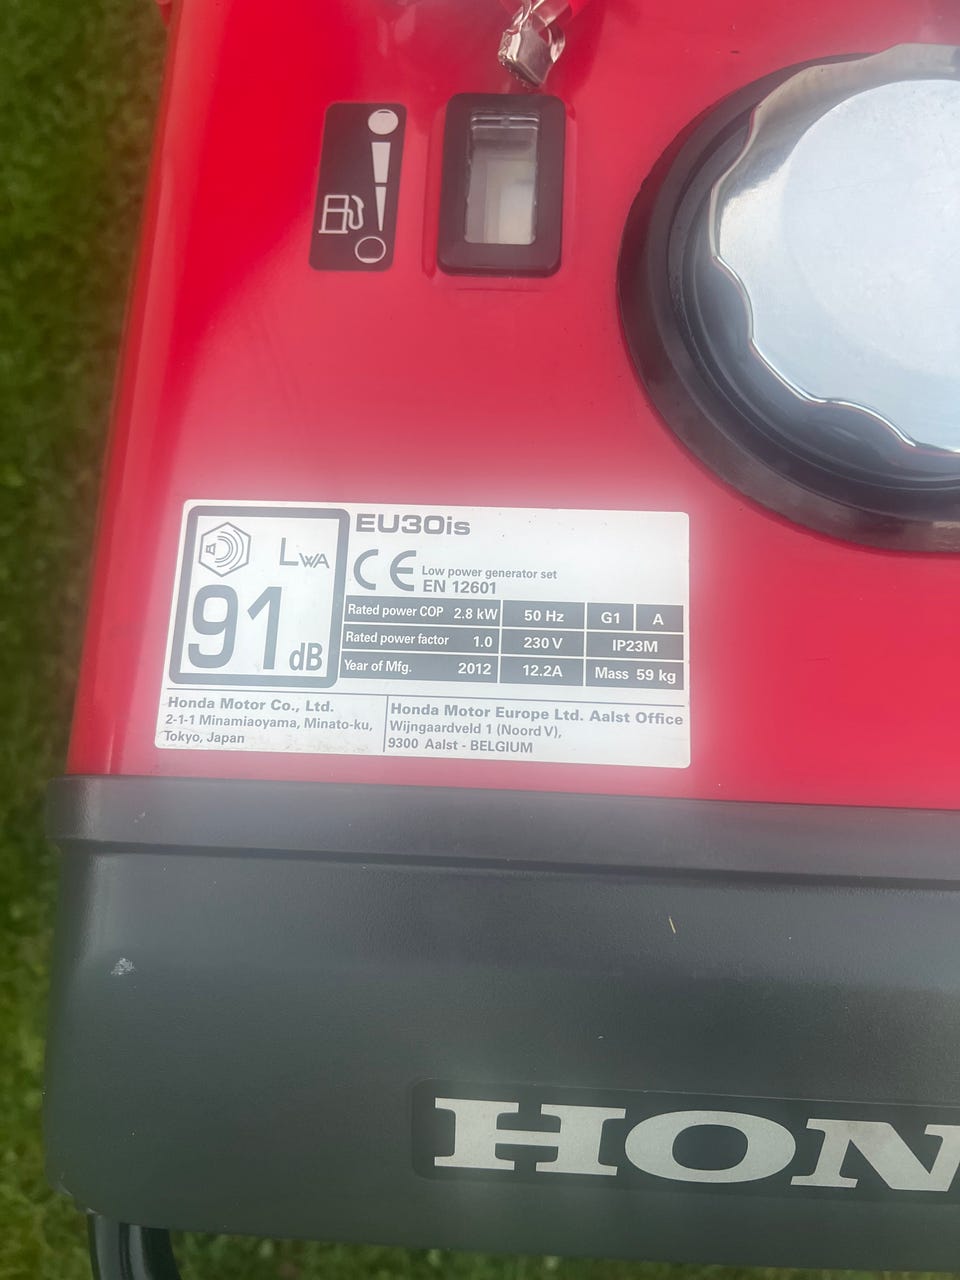 EU30is
LWA
91 dB
CE
Low power generator set
EN 12601
Rated power COP 2.8 kW 50 Hz G1 A
Rated power factor 1.0 230 V IP23M
Year of Mfg. 2012 12.2A Mass 59 kg
Honda Motor Co., Ltd.
2-1-1 Minamiaoyama, Minato-ku,
Tokyo, Japan
Honda Motor Europe Ltd. Aalst Office
Wijngaardveld 1 (Noord V),
9300 Aalst - BELGIUM
HON